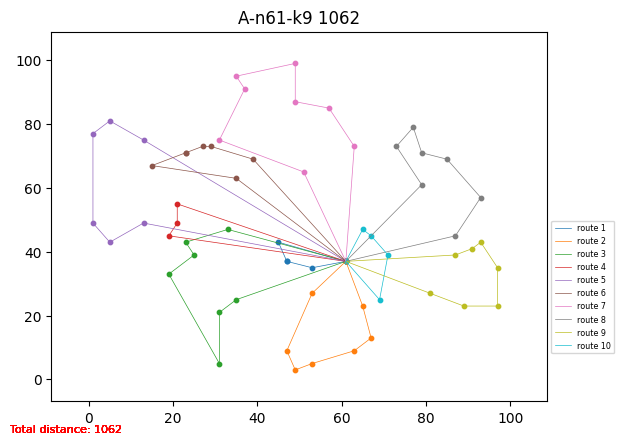 A-n61-k9 1062
100
80
60
40
20
0
0 20 40 60 80 100
route 1
route 2
route 3
route 4
route 5
route 6
route 7
route 8
route 9
route 10
Total distance: 1062